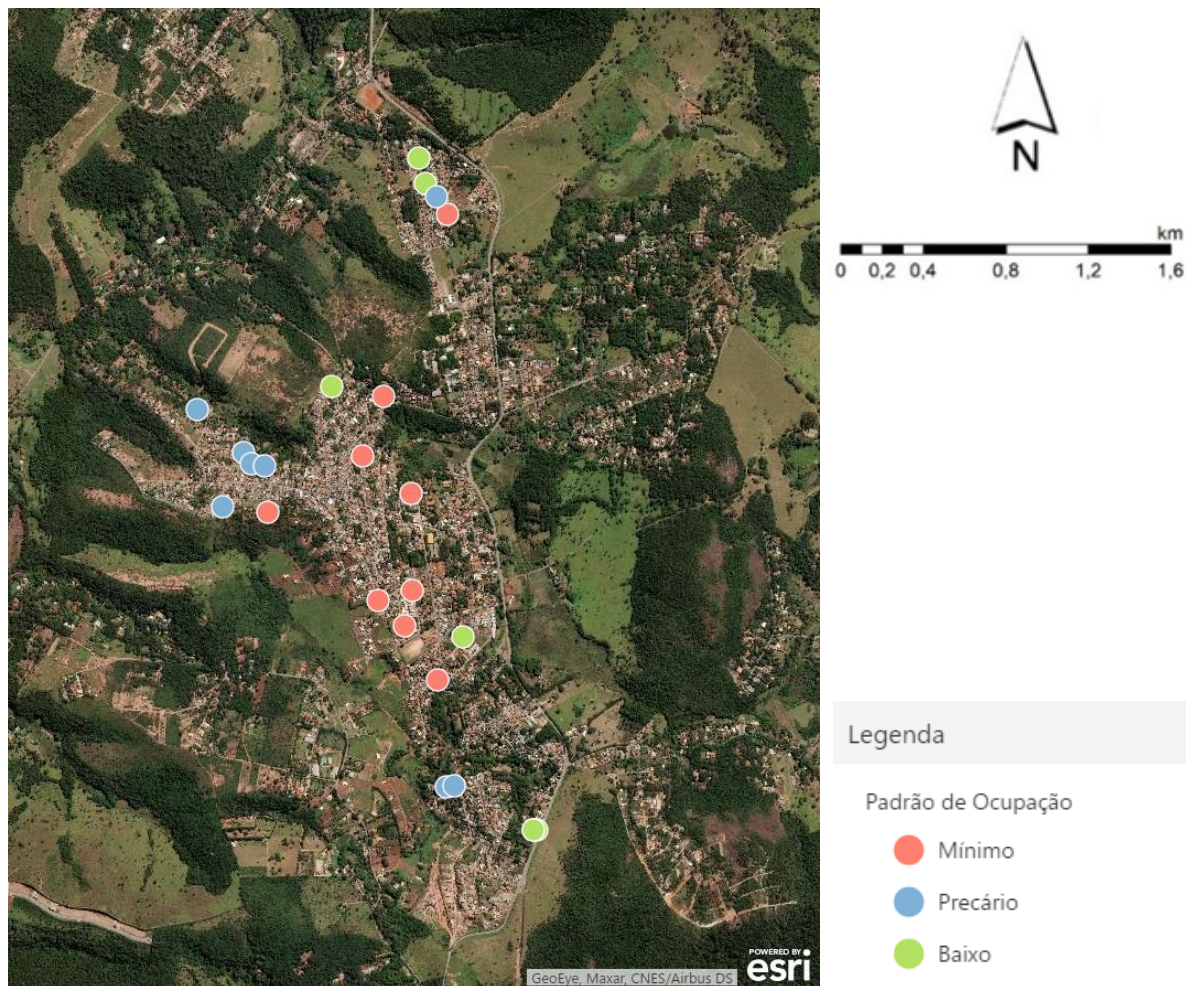 N
km
0 0,2 0,4 0,8 1,2 1,6
Legenda
Padrão de Ocupação
Mínimo
Precário
Baixo
POWERED BY
esri
GeoEye, Maxar, CNES/Airbus DS